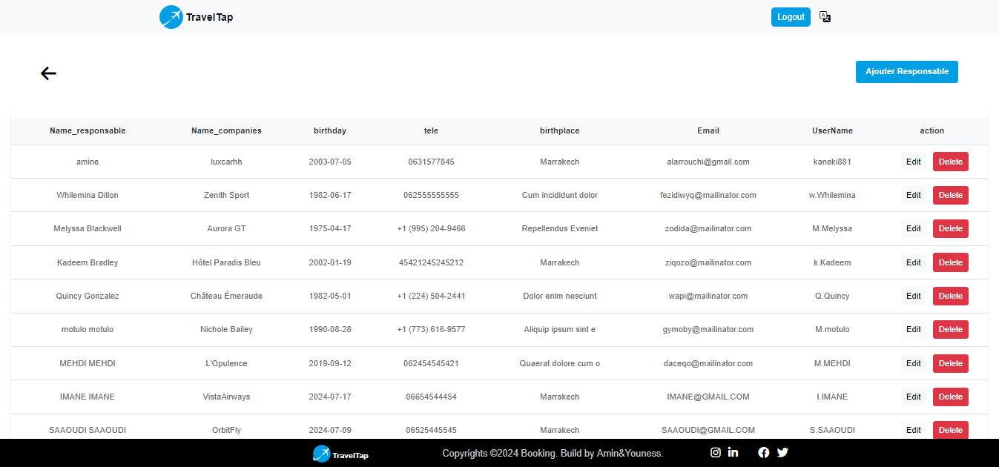 TravelTap Logout
Ajouter Responsable
Name_responsable Name_companies birthday tele birthplace Email UserName action
amine luxcarhh 2003-07-05 0631577845 Marrakech alarrouchi@gmail.com kaneki881 Edit Delete
Whilemina Dillon Zenith Sport 1982-06-17 062555555555 Cum incididunt dolor fezidiwyq@mailinator.com w.Whilemina Edit Delete
Melyssa Blackwell Aurora GT 1975-04-17 +1 (995) 204-9466 Repellendus Eveniet zodida@mailinator.com M.Melyssa Edit Delete
Kadeem Bradley Hôtel Paradis Bleu 2002-01-19 45421245245212 Marrakech ziqozo@mailinator.com k.Kadeem Edit Delete
Quincy Gonzalez Château Émeraude 1982-05-01 +1 (224) 504-2441 Dolor enim nesciunt wapi@mailinator.com Q.Quincy Edit Delete
motulo motulo Nichole Bailey 1990-08-28 +1 (773) 616-9577 Aliquip ipsum sint e gymoby@mailinator.com M.motulo Edit Delete
MEHDI MEHDI L'Opulence 2019-09-12 062454545421 Quaerat dolore cum o daceqo@mailinator.com M.MEHDI Edit Delete
IMANE IMANE VistaAirways 2024-07-17 06654544454 Marrakech IMANE@GMAIL.COM I.IMANE Edit Delete
SAAOUDI SAAOUDI OrbitFly 2024-07-09 06525445545 Marrakech SAAOUDI@GMAIL.COM S.SAAOUDI Edit Delete
TravelTap Copyrights ©2024 Booking. Build by Amin&Youness.